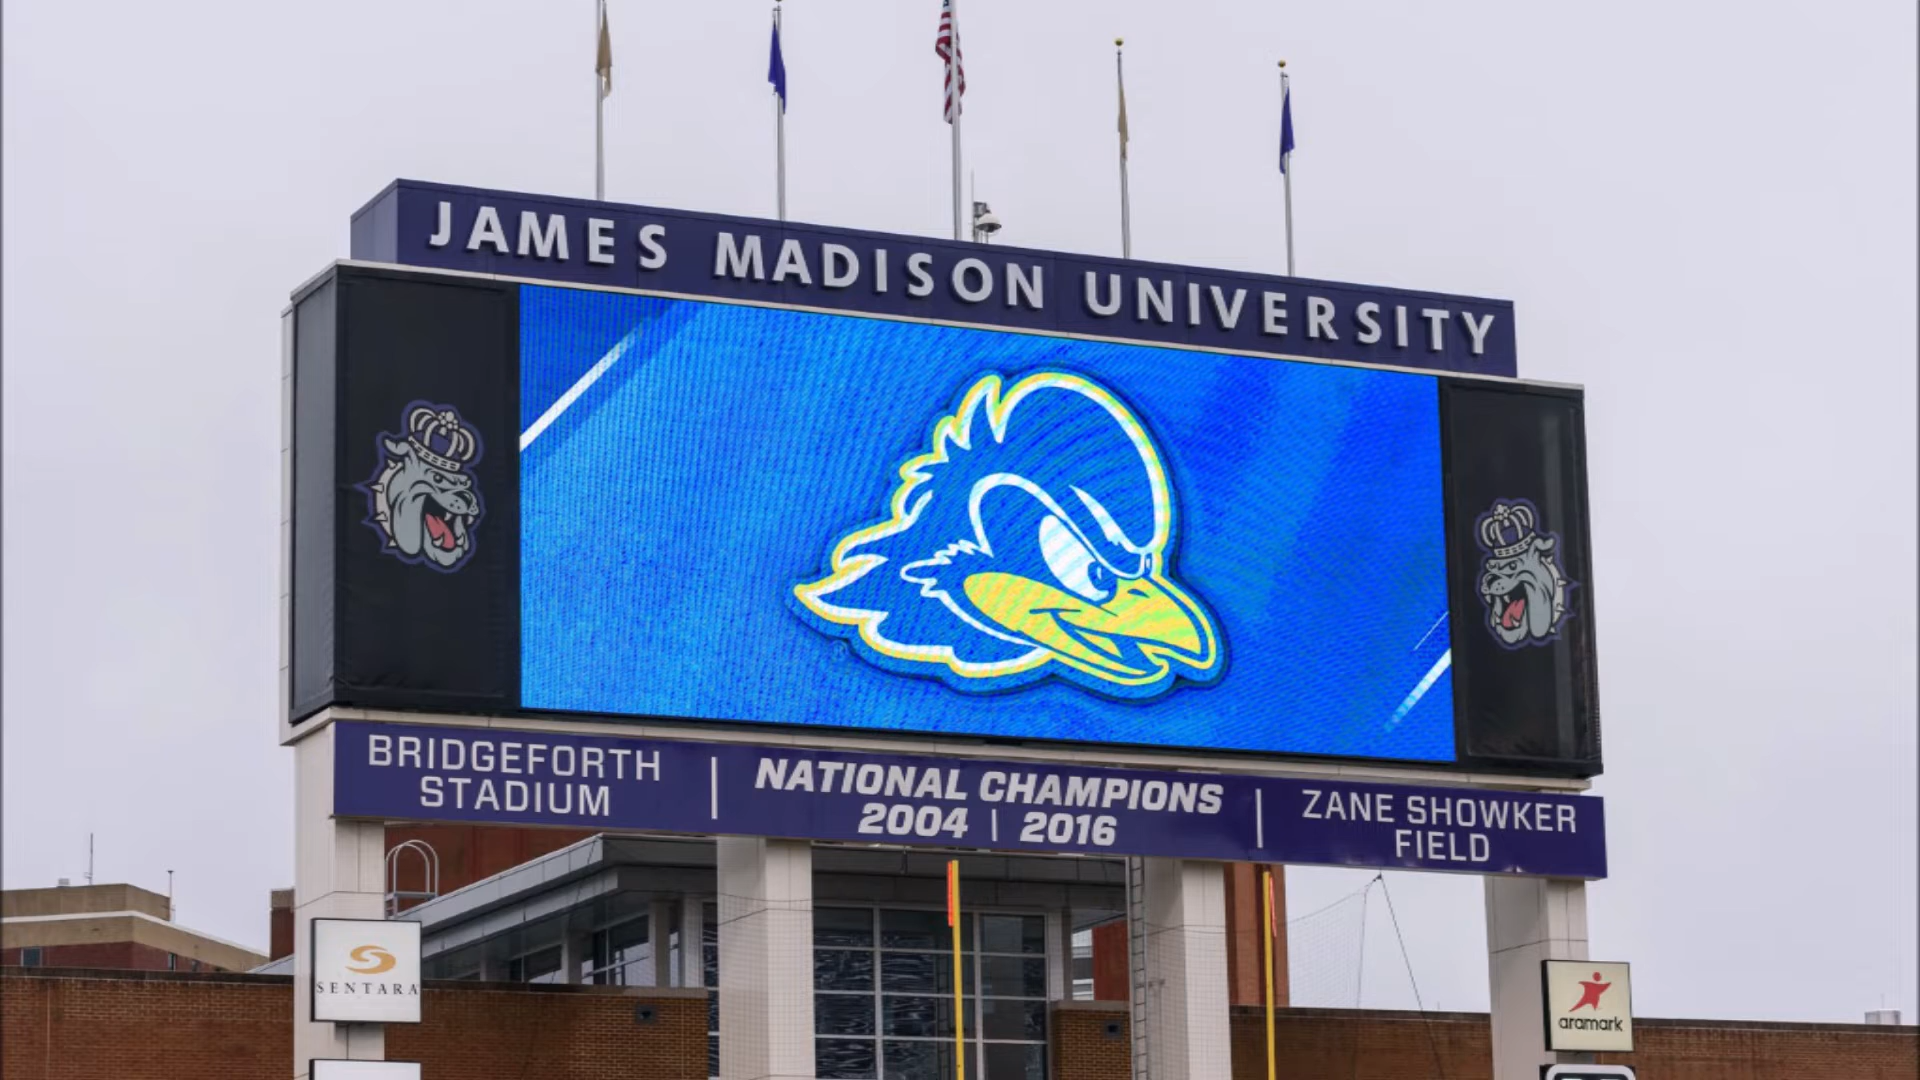 JAMES MADISON UNIVERSITY
BRIDGEFORTH
STADIUM
NATIONAL CHAMPIONS
2004 | 2016
ZANE SHOWKER
FIELD
SENTARA
aramark